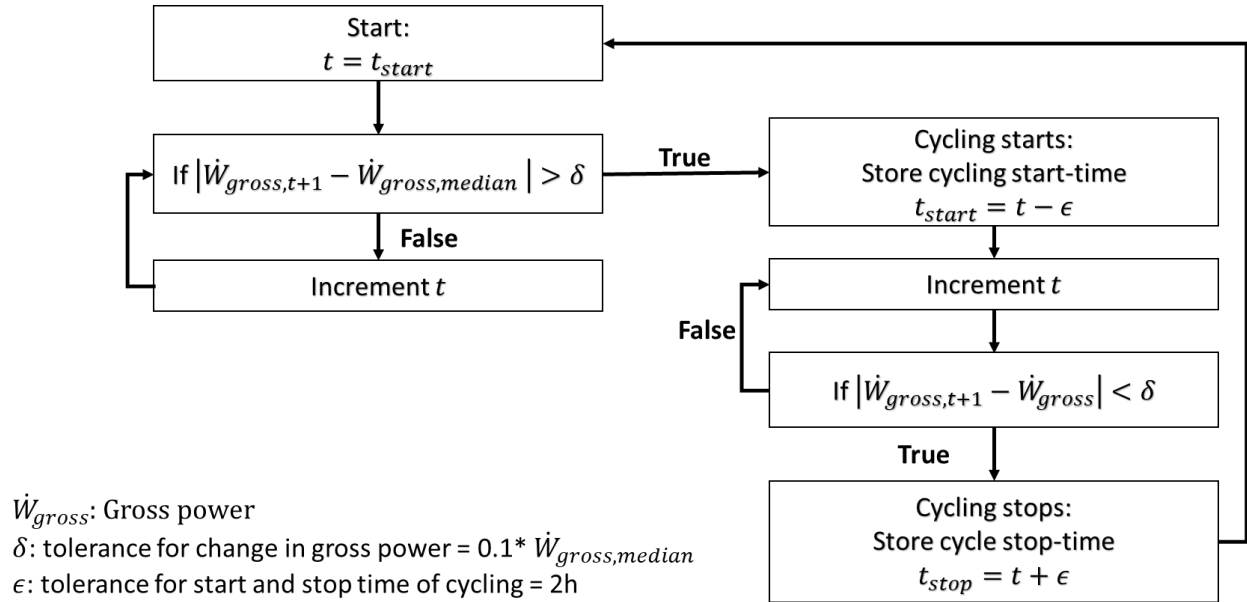 Start:
t = t_start
If |Ẇ_gross,t+1 − Ẇ_gross,median| > δ
True
False
Increment t
Cycling starts:
Store cycling start-time
t_start = t − ϵ
Increment t
False
If |Ẇ_gross,t+1 − Ẇ_gross| < δ
True
Cycling stops:
Store cycle stop-time
t_stop = t + ϵ
Ẇ_gross: Gross power
δ: tolerance for change in gross power = 0.1* Ẇ_gross,median
ϵ: tolerance for start and stop time of cycling = 2h